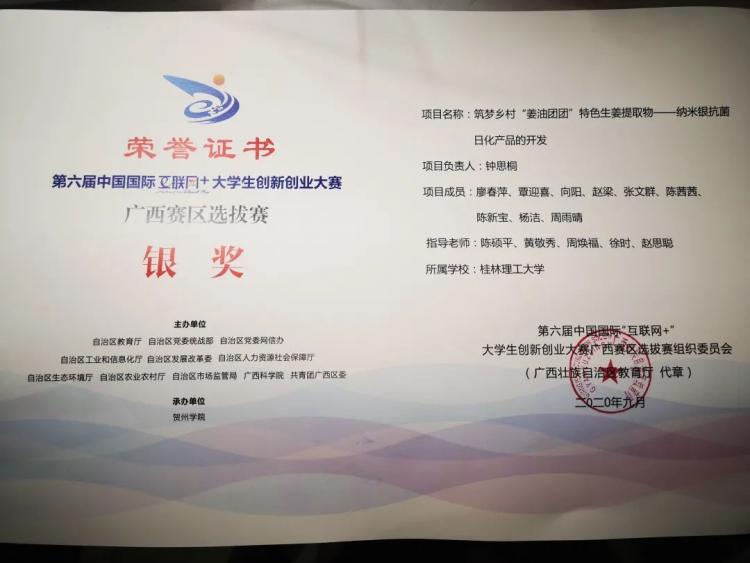 荣誉证书
第六届中国国际互联网+大学生创新创业大赛
广西赛区选拔赛
银奖
主办单位
自治区教育厅 自治区党委统战部 自治区党委网信办
自治区工业和信息化厅 自治区发展改革委 自治区人力资源社会保障厅
自治区生态环境厅 自治区农业农村厅 自治区市场监管局 广西科学院 共青团广西区委
承办单位
贺州学院
项目名称:筑梦乡村“姜油团团”特色生姜提取物——纳米银抗菌
日化产品的开发
项目负责人:钟思桐
项目成员:廖春萍、覃迎喜、向阳、赵梁、张文群、陈茜茜、
陈新宝、杨洁、周雨晴
指导老师:陈硕平、黄敬秀、周焕福、徐时、赵思聪
所属学校:桂林理工大学
第六届中国国际“互联网+”
大学生创新创业大赛广西赛区选拔赛组织委员会
(广西壮族自治区教育厅 代章)
二〇二〇年九月